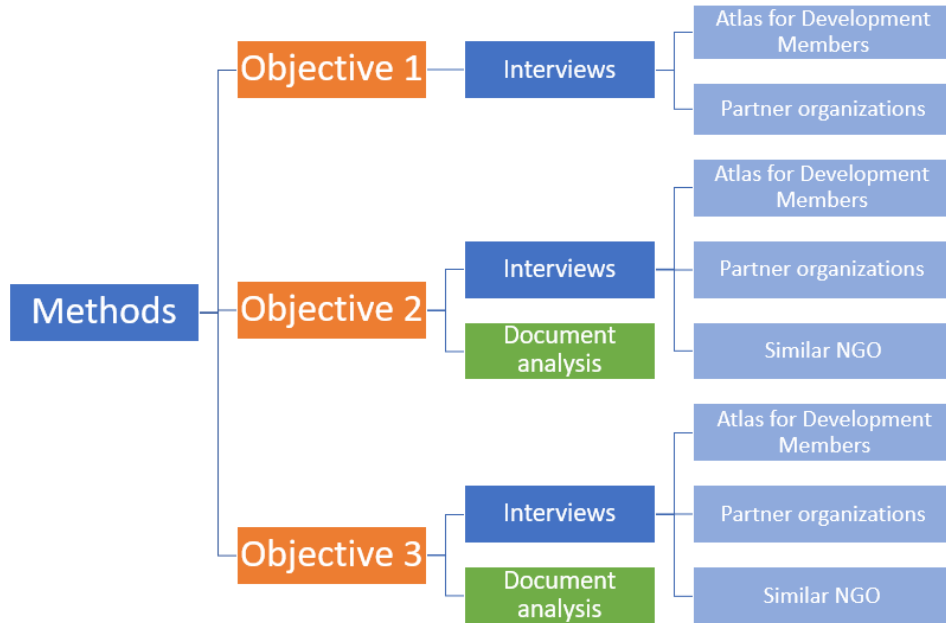 Methods
Objective 1
Interviews
Atlas for Development
Members
Partner organizations
Objective 2
Interviews
Atlas for Development
Members
Partner organizations
Similar NGO
Document
analysis
Objective 3
Interviews
Atlas for Development
Members
Partner organizations
Similar NGO
Document
analysis